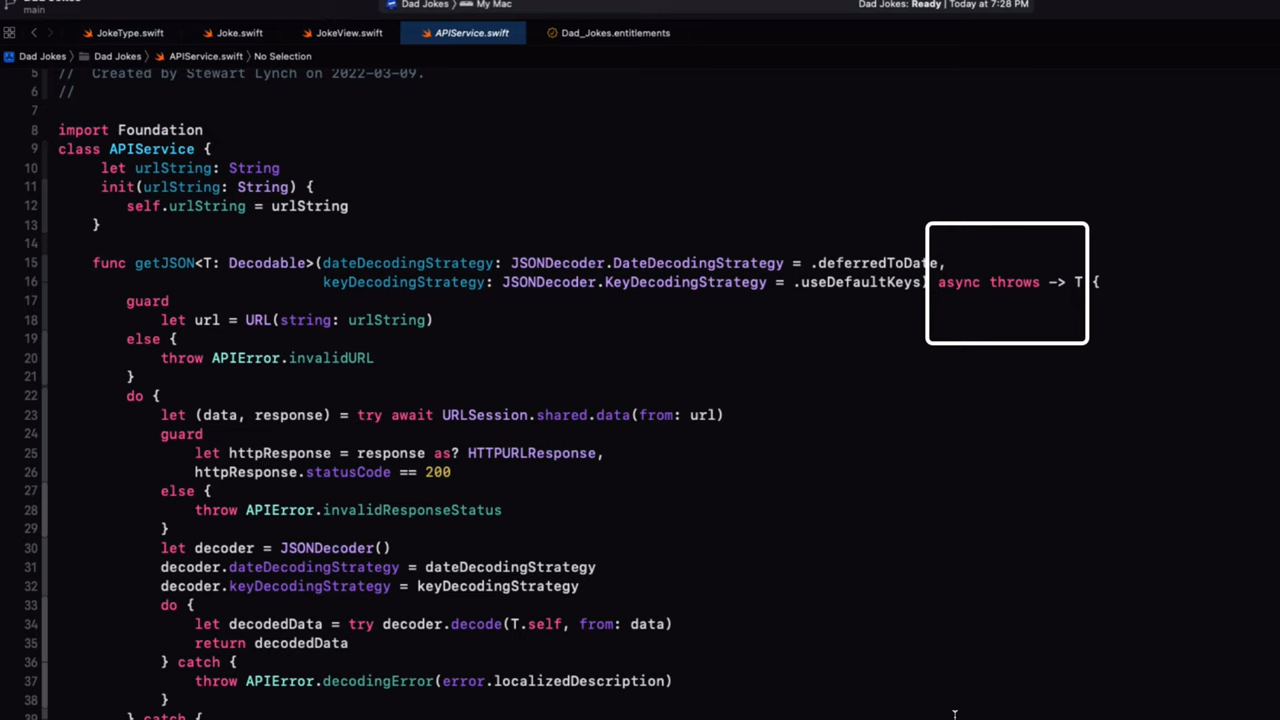 main
Dad Jokes 〉 My Mac
Dad Jokes: Ready | Today at 7:28 PM
JokeType.swift
Joke.swift
JokeView.swift
APIService.swift
Dad_Jokes.entitlements
Dad Jokes 〉 Dad Jokes 〉 APIService.swift 〉 No Selection
5 //  Created by Stewart Lynch on 2022-03-09.
6 //
7
8 import Foundation
9 class APIService {
10     let urlString: String
11     init(urlString: String) {
12        self.urlString = urlString
13    }
14
15    func getJSON<T: Decodable>(dateDecodingStrategy: JSONDecoder.DateDecodingStrategy = .deferredToDate,
16                               keyDecodingStrategy: JSONDecoder.KeyDecodingStrategy = .useDefaultKeys) async throws -> T {
17        guard
18            let url = URL(string: urlString)
19        else {
20            throw APIError.invalidURL
21        }
22        do {
23            let (data, response) = try await URLSession.shared.data(from: url)
24            guard
25                let httpResponse = response as? HTTPURLResponse,
26                httpResponse.statusCode == 200
27            else {
28                throw APIError.invalidResponseStatus
29            }
30            let decoder = JSONDecoder()
31            decoder.dateDecodingStrategy = dateDecodingStrategy
32            decoder.keyDecodingStrategy = keyDecodingStrategy
33            do {
34                let decodedData = try decoder.decode(T.self, from: data)
35                return decodedData
36            } catch {
37                throw APIError.decodingError(error.localizedDescription)
38            }
39        } catch {